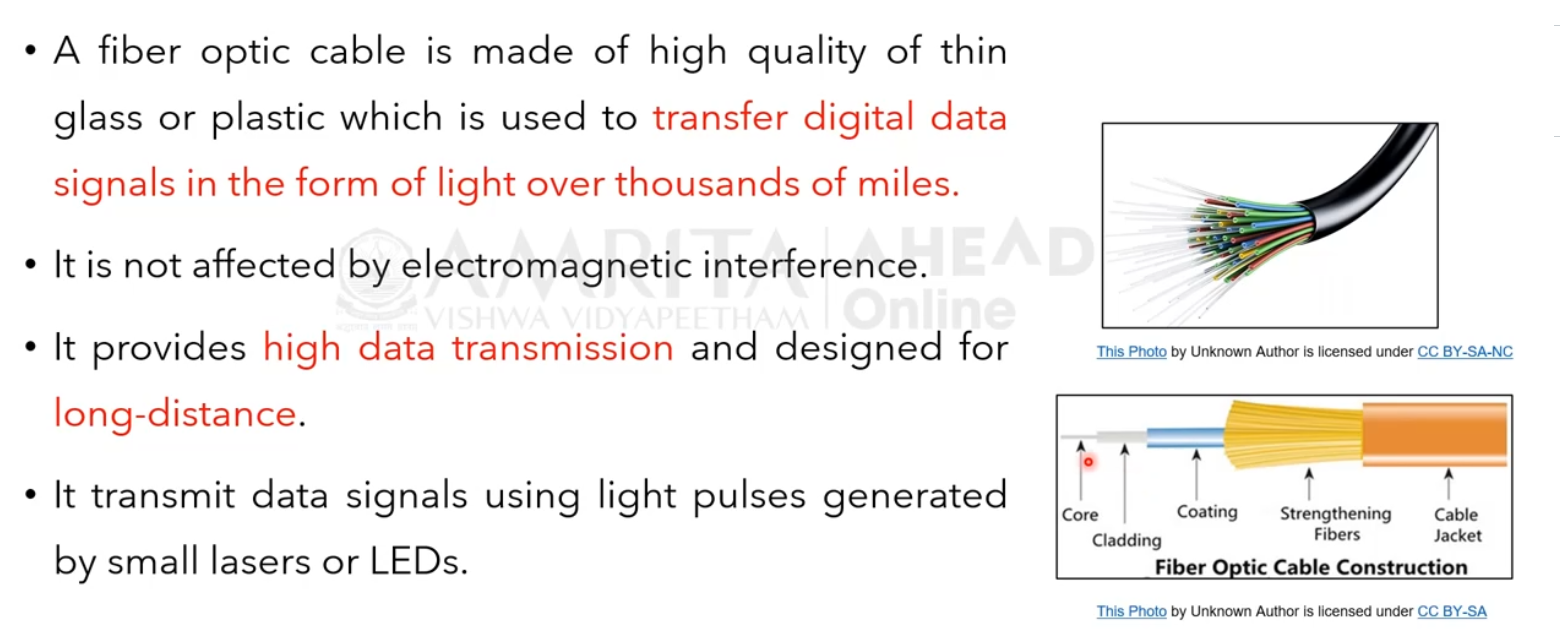 • A fiber optic cable is made of high quality of thin
glass or plastic which is used to transfer digital data
signals in the form of light over thousands of miles.
• It is not affected by electromagnetic interference.
• It provides high data transmission and designed for
long-distance.
• It transmit data signals using light pulses generated
by small lasers or LEDs.
AMRITA AHEAD
VISHWA VIDYAPEETHAM Online
This Photo by Unknown Author is licensed under CC BY-SA-NC
Core
Cladding
Coating
Strengthening
Fibers
Cable
Jacket
Fiber Optic Cable Construction
This Photo by Unknown Author is licensed under CC BY-SA